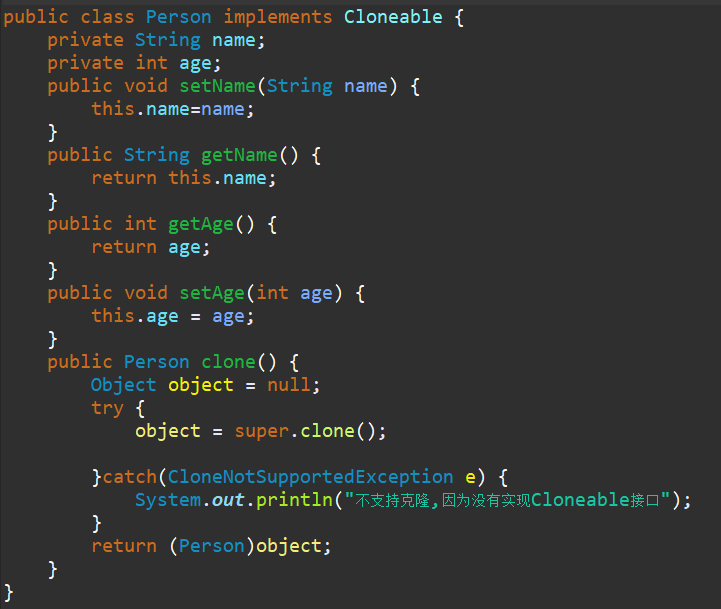 public class Person implements Cloneable {
    private String name;
    private int age;
    public void setName(String name) {
        this.name=name;
    }
    public String getName() {
        return this.name;
    }
    public int getAge() {
        return age;
    }
    public void setAge(int age) {
        this.age = age;
    }
    public Person clone() {
        Object object = null;
        try {
            object = super.clone();

        }catch(CloneNotSupportedException e) {
            System.out.println("不支持克隆,因为没有实现Cloneable接口");
        }
        return (Person)object;
    }
}